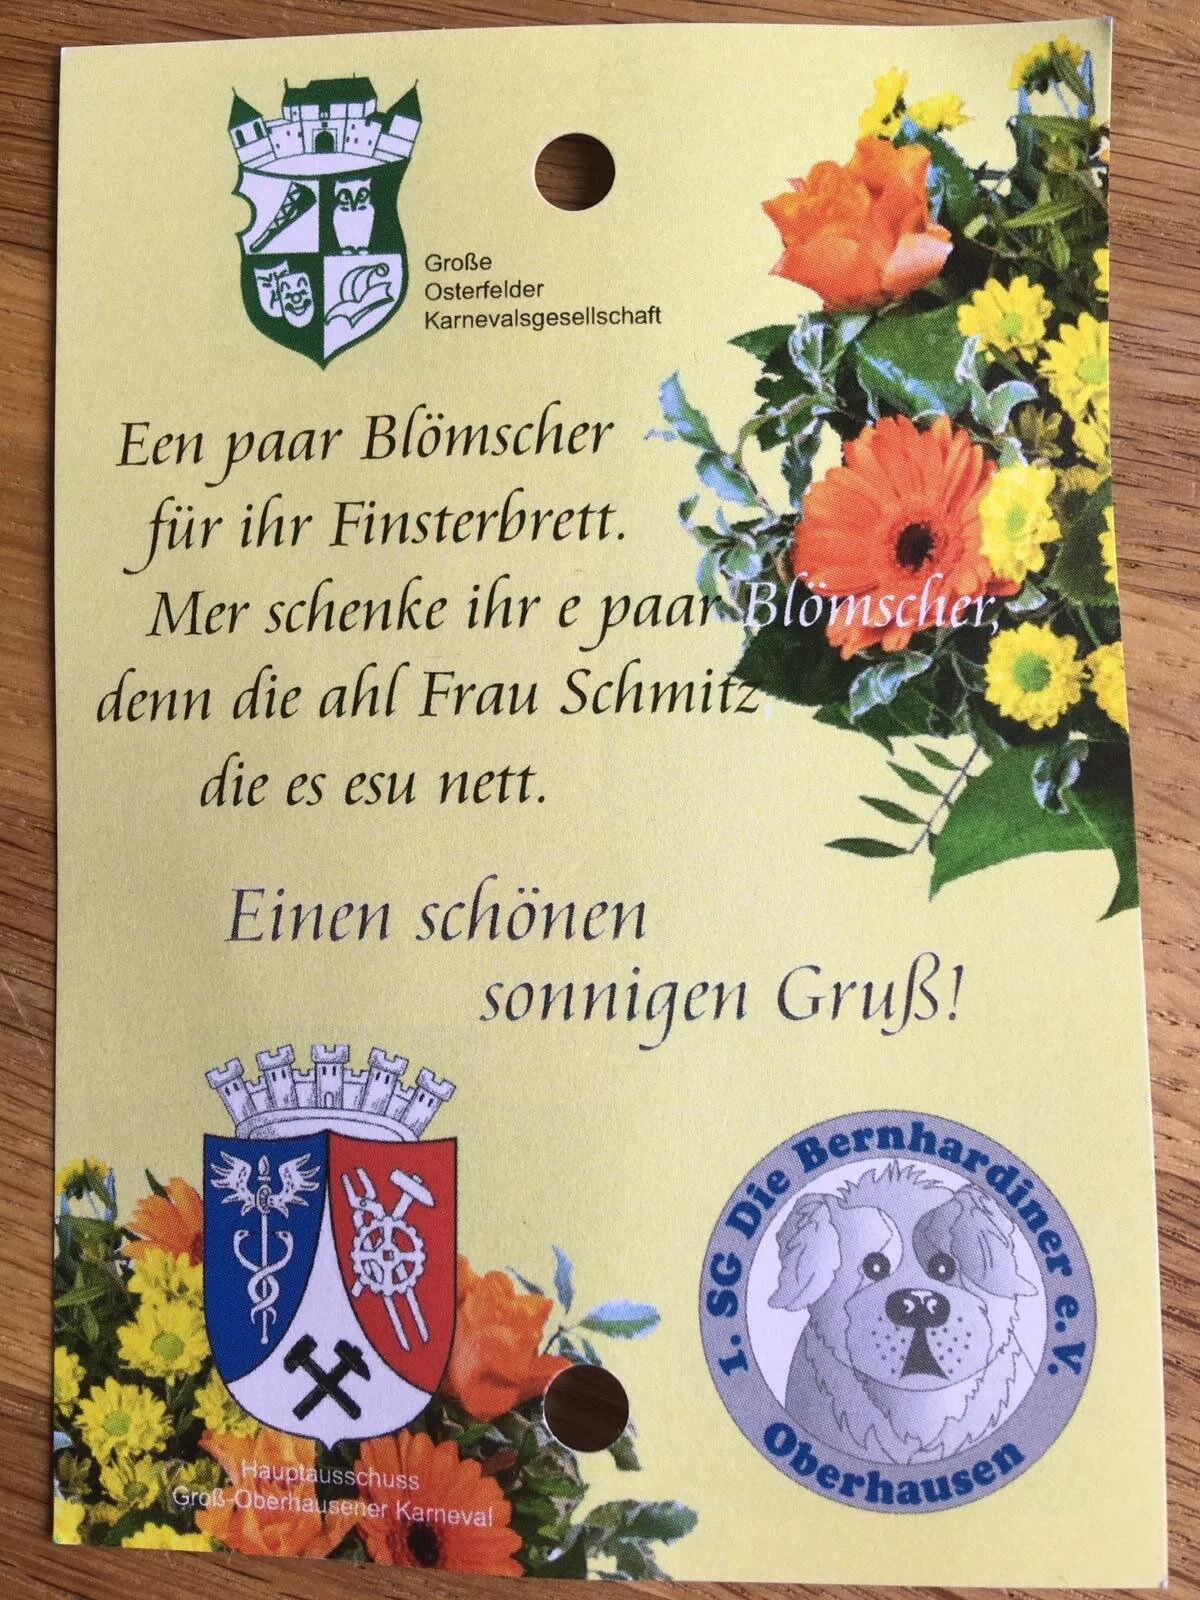 Große
Osterfelder
Karnevalsgesellschaft
Een paar Blömscher
für ihr Finsterbrett.
Mer schenke ihr e paar Blömscher,
denn die ahl Frau Schmitz,
die es esu nett.
Einen schönen
sonnigen Gruß!
Hauptausschuss
Groß-Oberhausener Karneval
1. SG Die Bernhardiner e.V.
Oberhausen